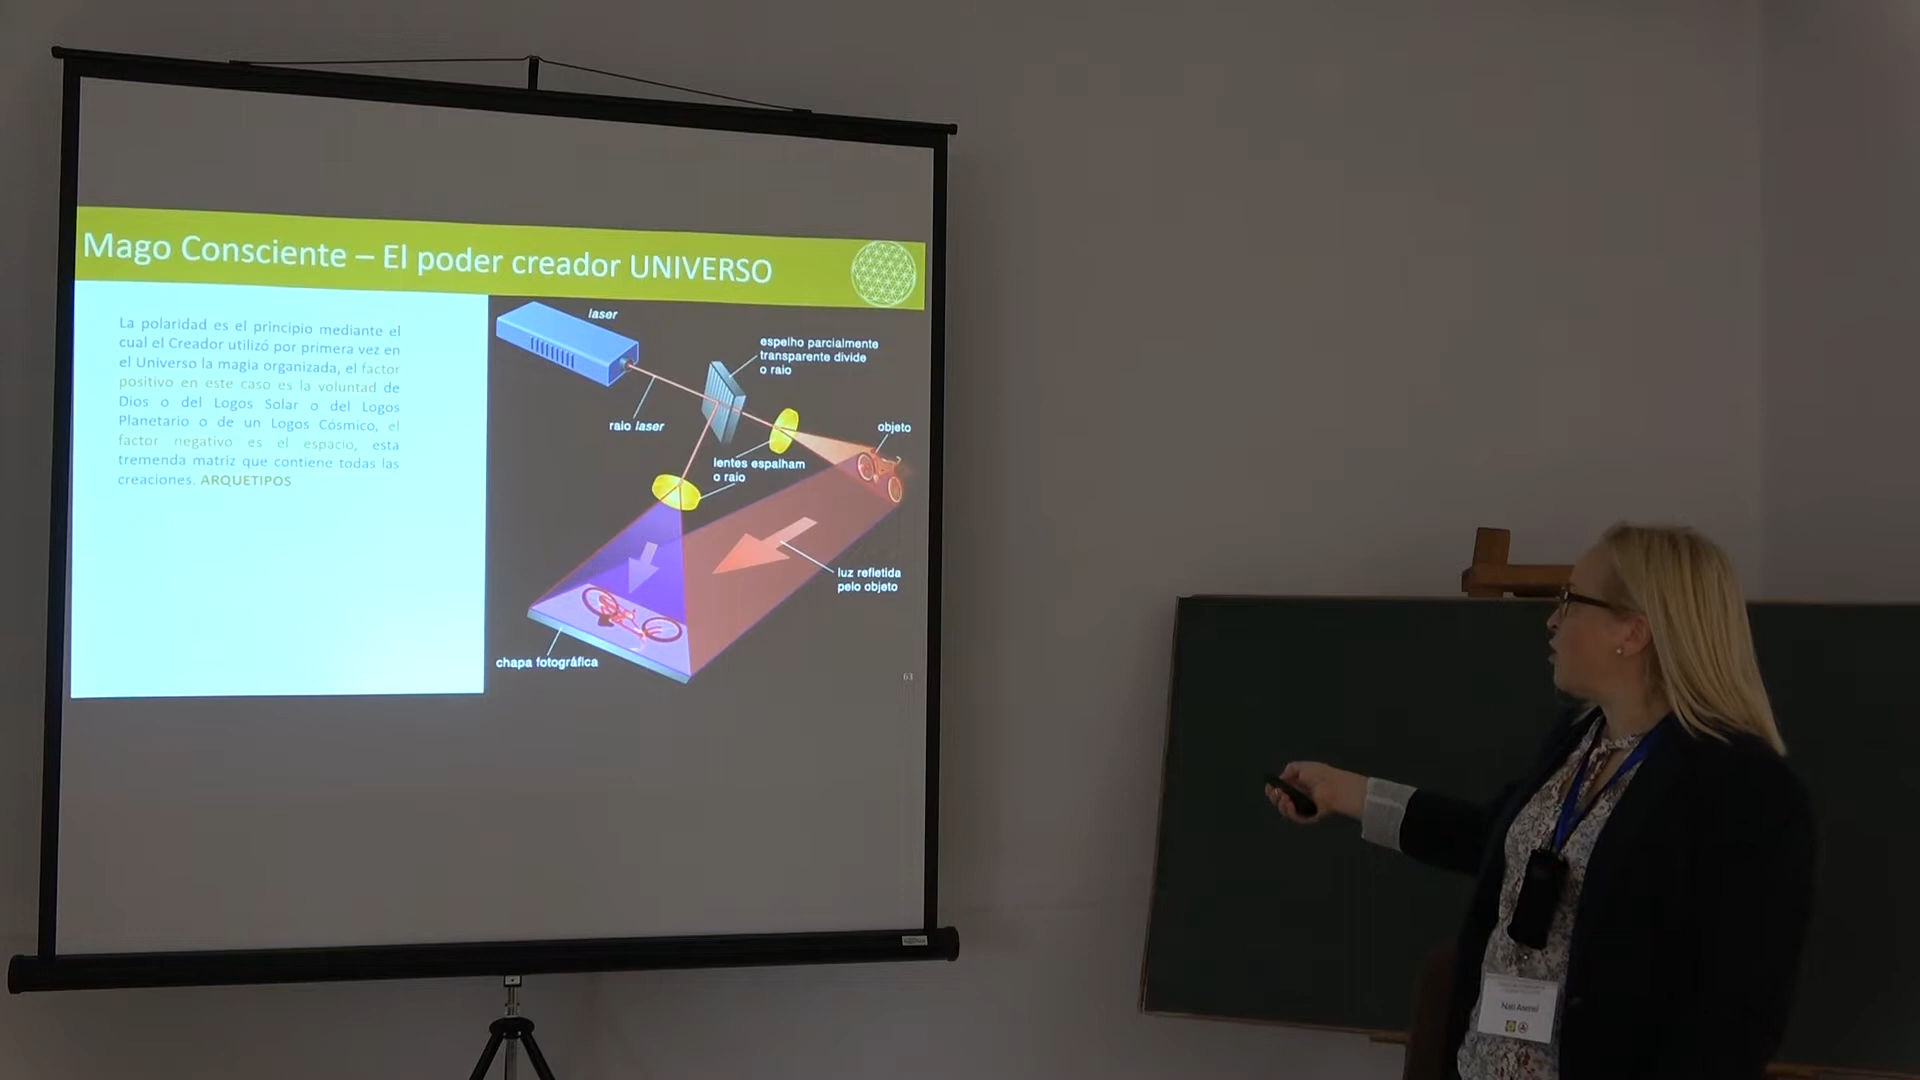 Mago Consciente – El poder creador UNIVERSO
La polaridad es el principio mediante el
cual el Creador utilizó por primera vez en
el Universo la magia organizada, el factor
positivo en este caso es la voluntad de
Dios o del Logos Solar o del Logos
Planetario o de un Logos Cósmico, el
factor negativo es el espacio, esta
tremenda matriz que contiene todas las
creaciones. ARQUETIPOS
laser
espelho parcialmente
transparente divide
o raio
raio laser
objeto
lentes espalham
o raio
luz refletida
pelo objeto
chapa fotográfica
63